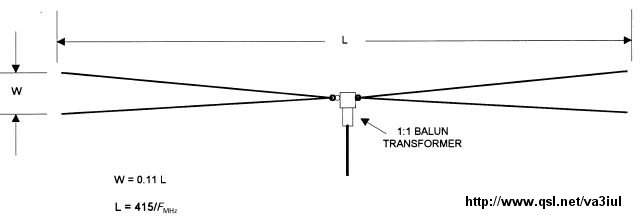 L
W
1:1 BALUN
TRANSFORMER
W = 0.11 L
L = 415/FMHz
http://www.qsl.net/va3iul